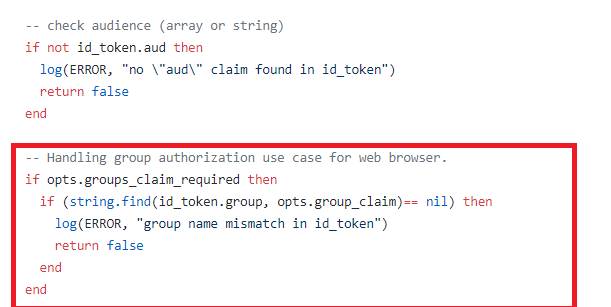 -- check audience (array or string)
if not id_token.aud then
log(ERROR, "no \"aud\" claim found in id_token")
return false
end
-- Handling group authorization use case for web browser.
if opts.groups_claim_required then
if (string.find(id_token.group, opts.group_claim)== nil) then
log(ERROR, "group name mismatch in id_token")
return false
end
end